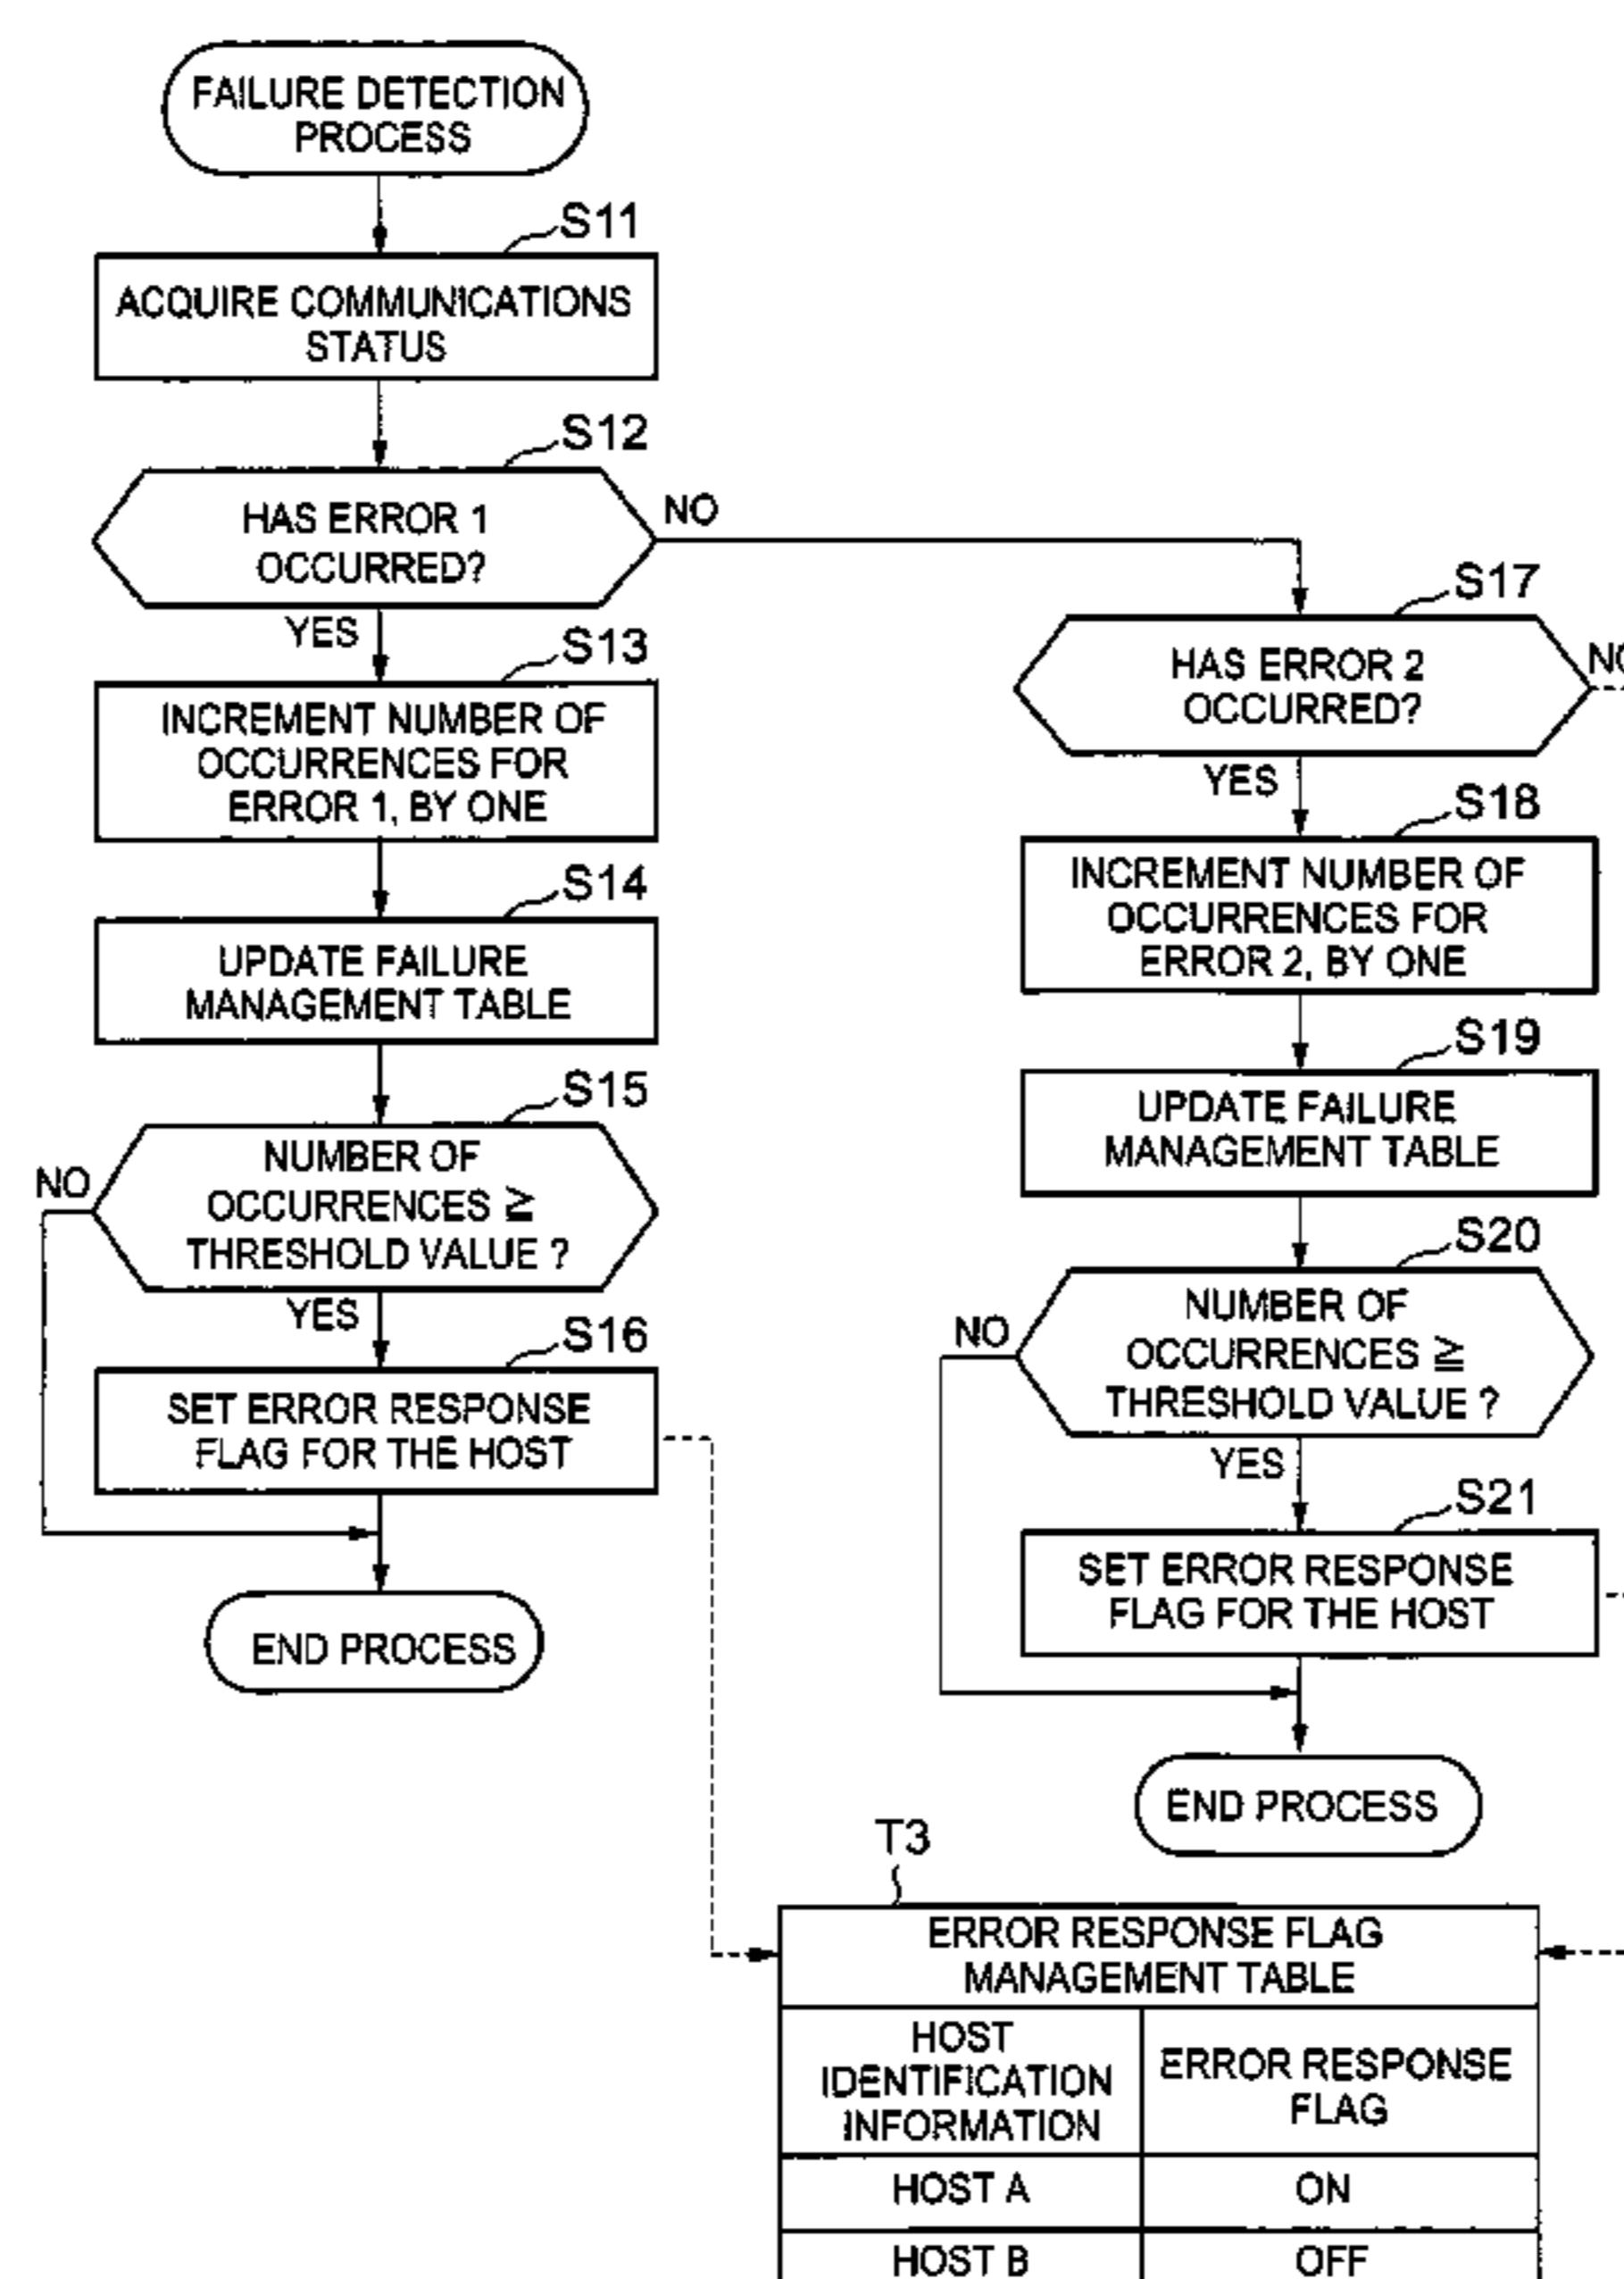 FAILURE DETECTION
PROCESS
S11
ACQUIRE COMMUNICATIONS
STATUS
S12
HAS ERROR 1
OCCURRED?
NO
YES
S13
INCREMENT NUMBER OF
OCCURRENCES FOR
ERROR 1, BY ONE
S14
UPDATE FAILURE
MANAGEMENT TABLE
S15
NUMBER OF
OCCURRENCES ≧
THRESHOLD VALUE ?
NO
YES
S16
SET ERROR RESPONSE
FLAG FOR THE HOST
END PROCESS
S17
HAS ERROR 2
OCCURRED?
NO
YES
S18
INCREMENT NUMBER OF
OCCURRENCES FOR
ERROR 2, BY ONE
S19
UPDATE FAILURE
MANAGEMENT TABLE
S20
NUMBER OF
OCCURRENCES ≧
THRESHOLD VALUE ?
NO
YES
S21
SET ERROR RESPONSE
FLAG FOR THE HOST
END PROCESS
T3
ERROR RESPONSE FLAG
MANAGEMENT TABLE
HOST
IDENTIFICATION
INFORMATION
ERROR RESPONSE
FLAG
HOST A
ON
HOST B
OFF